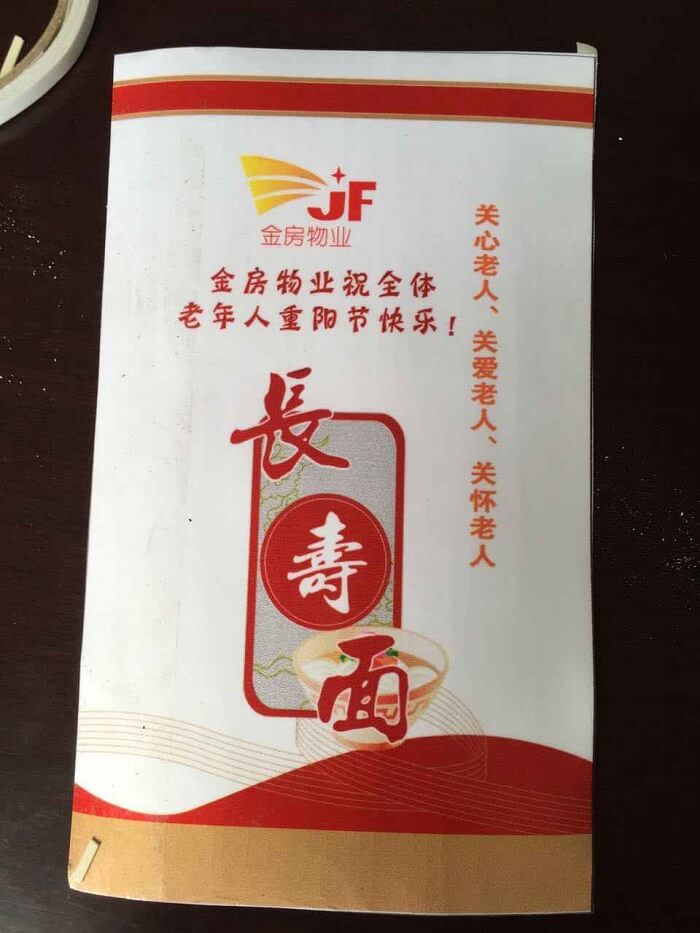 JF
金房物业
金房物业祝全体
老年人重阳节快乐!
关心老人、关爱老人、关怀老人
長
壽
面